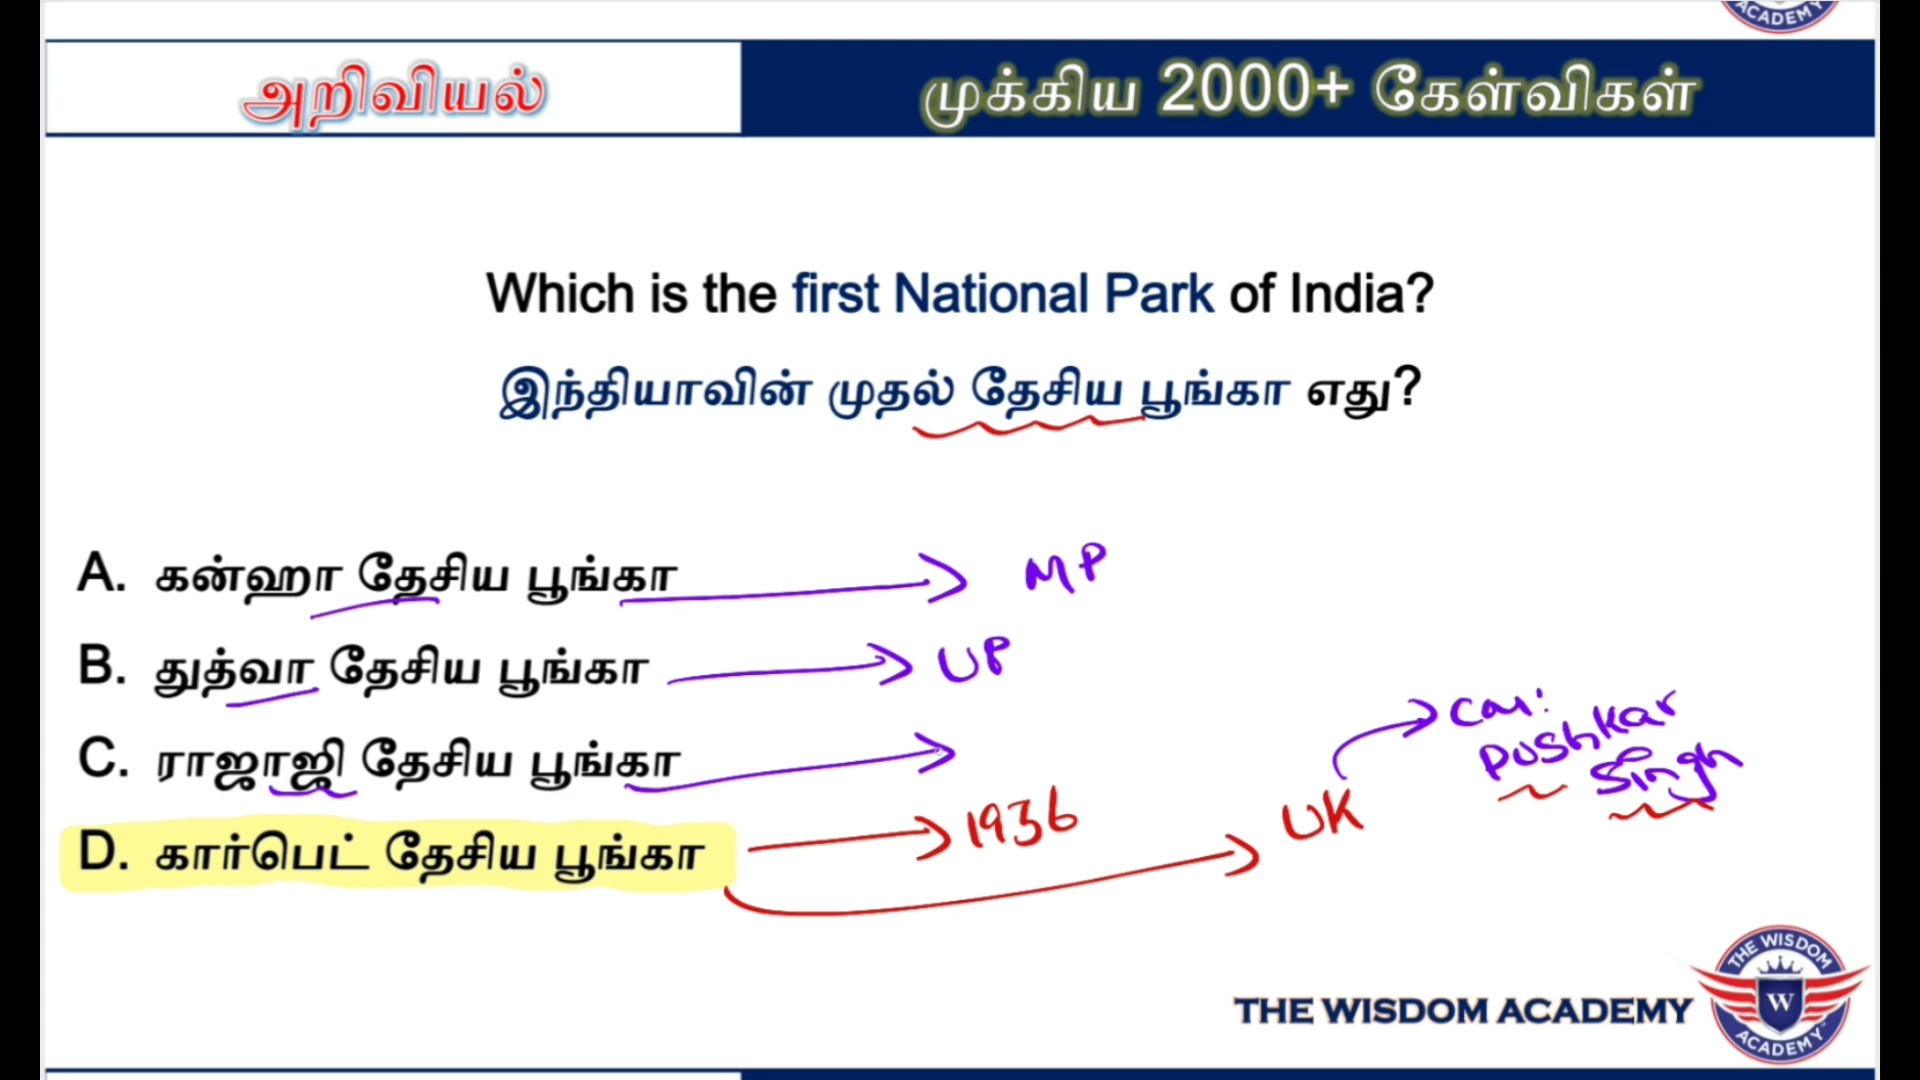 ACADEMY
அறிவியல்
முக்கிய 2000+ கேள்விகள்
Which is the first National Park of India?
இந்தியாவின் முதல் தேசிய பூங்கா எது?
A. கன்ஹா தேசிய பூங்கா
MP
B. துத்வா தேசிய பூங்கா
UP
C. ராஜாஜி தேசிய பூங்கா
D. கார்பெட் தேசிய பூங்கா
1936
UK
Pushkar
Singh
THE WISDOM ACADEMY
THE WISDOM
W
ACADEMY